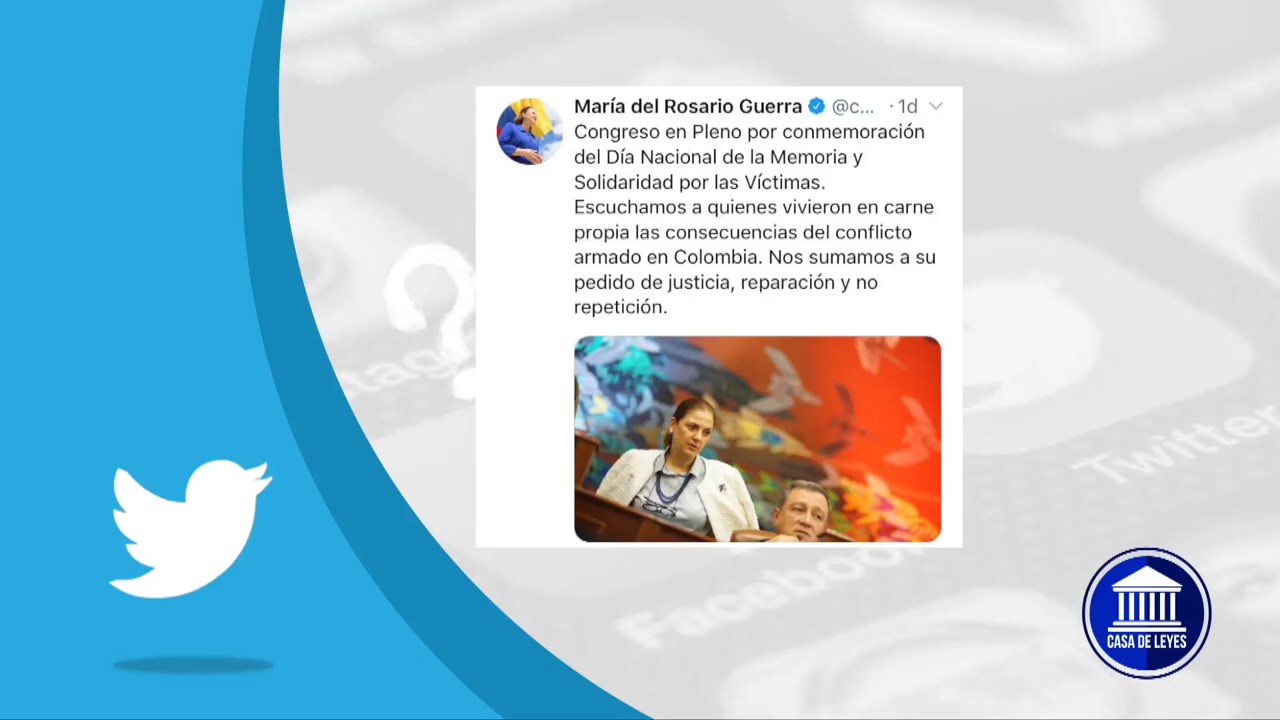 María del Rosario Guerra @c... · 1d
Congreso en Pleno por conmemoración
del Día Nacional de la Memoria y
Solidaridad por las Víctimas.
Escuchamos a quienes vivieron en carne
propia las consecuencias del conflicto
armado en Colombia. Nos sumamos a su
pedido de justicia, reparación y no
repetición.
Twitter
Facebook
CASA DE LEYES